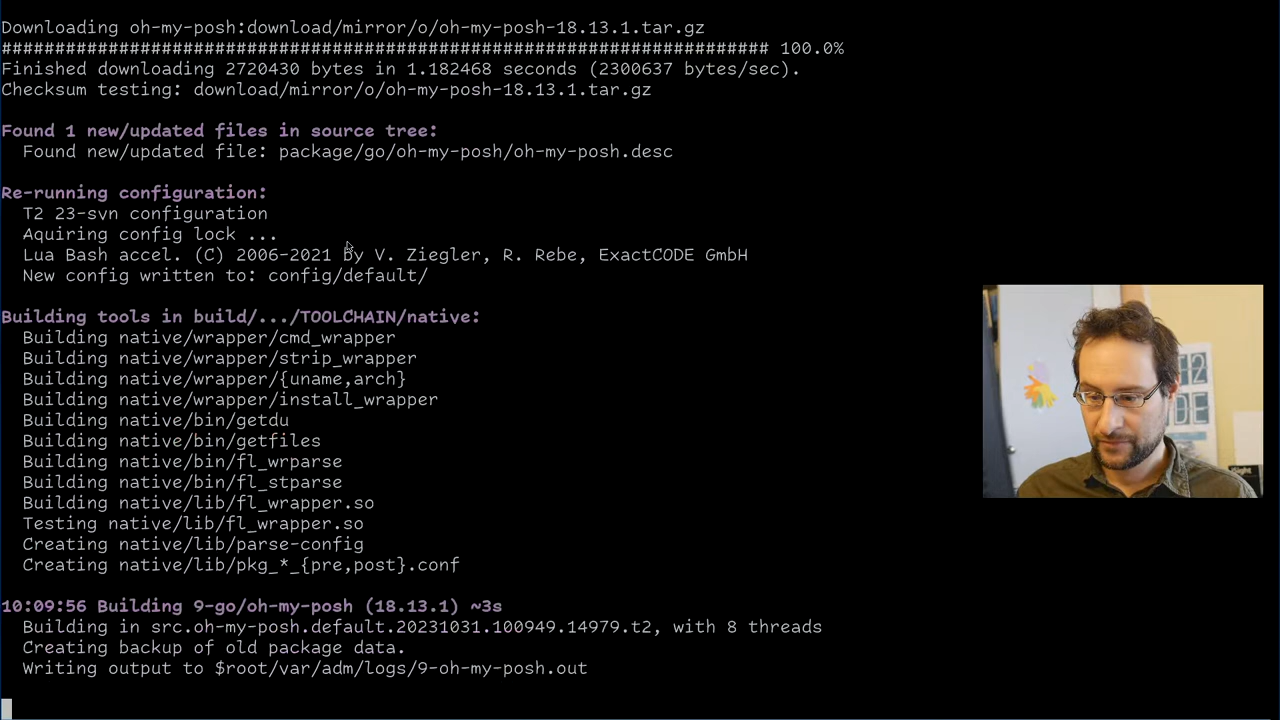 Downloading oh-my-posh:download/mirror/o/oh-my-posh-18.13.1.tar.gz
######################################################################## 100.0%
Finished downloading 2720430 bytes in 1.182468 seconds (2300637 bytes/sec).
Checksum testing: download/mirror/o/oh-my-posh-18.13.1.tar.gz
Found 1 new/updated files in source tree:
Found new/updated file: package/go/oh-my-posh/oh-my-posh.desc
Re-running configuration:
T2 23-svn configuration
Aquiring config lock ...
Lua Bash accel. (C) 2006-2021 by V. Ziegler, R. Rebe, ExactCODE GmbH
New config written to: config/default/
Building tools in build/.../TOOLCHAIN/native:
Building native/wrapper/cmd_wrapper
Building native/wrapper/strip_wrapper
Building native/wrapper/{uname,arch}
Building native/wrapper/install_wrapper
Building native/bin/getdu
Building native/bin/getfiles
Building native/bin/fl_wrparse
Building native/bin/fl_stparse
Building native/lib/fl_wrapper.so
Testing native/lib/fl_wrapper.so
Creating native/lib/parse-config
Creating native/lib/pkg_*_{pre,post}.conf
10:09:56 Building 9-go/oh-my-posh (18.13.1) ~3s
Building in src.oh-my-posh.default.20231031.100949.14979.t2, with 8 threads
Creating backup of old package data.
Writing output to $root/var/adm/logs/9-oh-my-posh.out